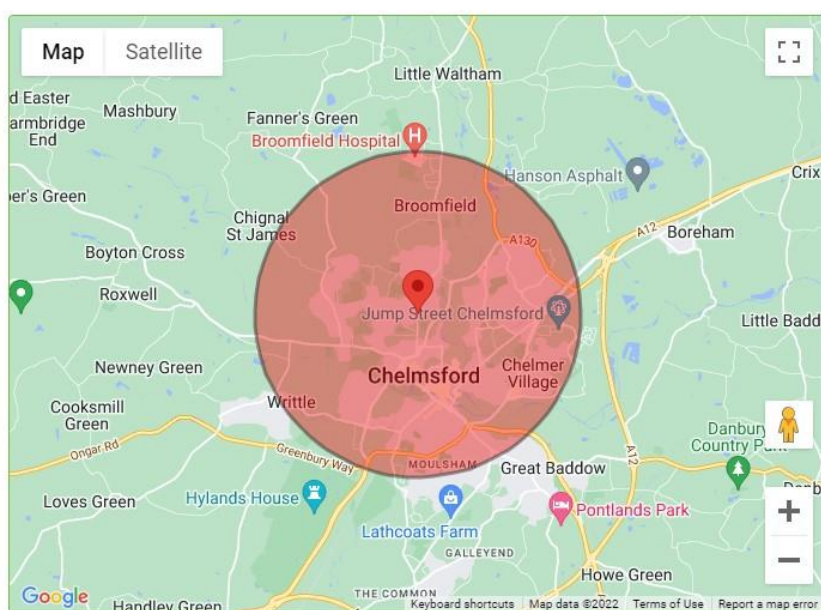 Map
Satellite
Little Waltham
d Easter
Mashbury
armbridge
End
Fanner's Green
Broomfield Hospital
H
Hanson Asphalt
Crix
er's Green
Broomfield
Chignal
St James
A130
A12
Boreham
Boyton Cross
Roxwell
Jump Street Chelmsford
Little Badd
Newney Green
Chelmsford
Chelmer
Village
Writtle
Cooksmill
Green
Danbury
Country Park
Ongar Rd
Greenbury Way
A12
MOULSHAM
Great Baddow
Danb
Loves Green
Hylands House
Lathcoats Farm
Pontlands Park
GALLEYEND
Howe Green
THE COMMON
Google
Handley Green
Keyboard shortcuts
Map data ©2022
Terms of Use
Report a map error